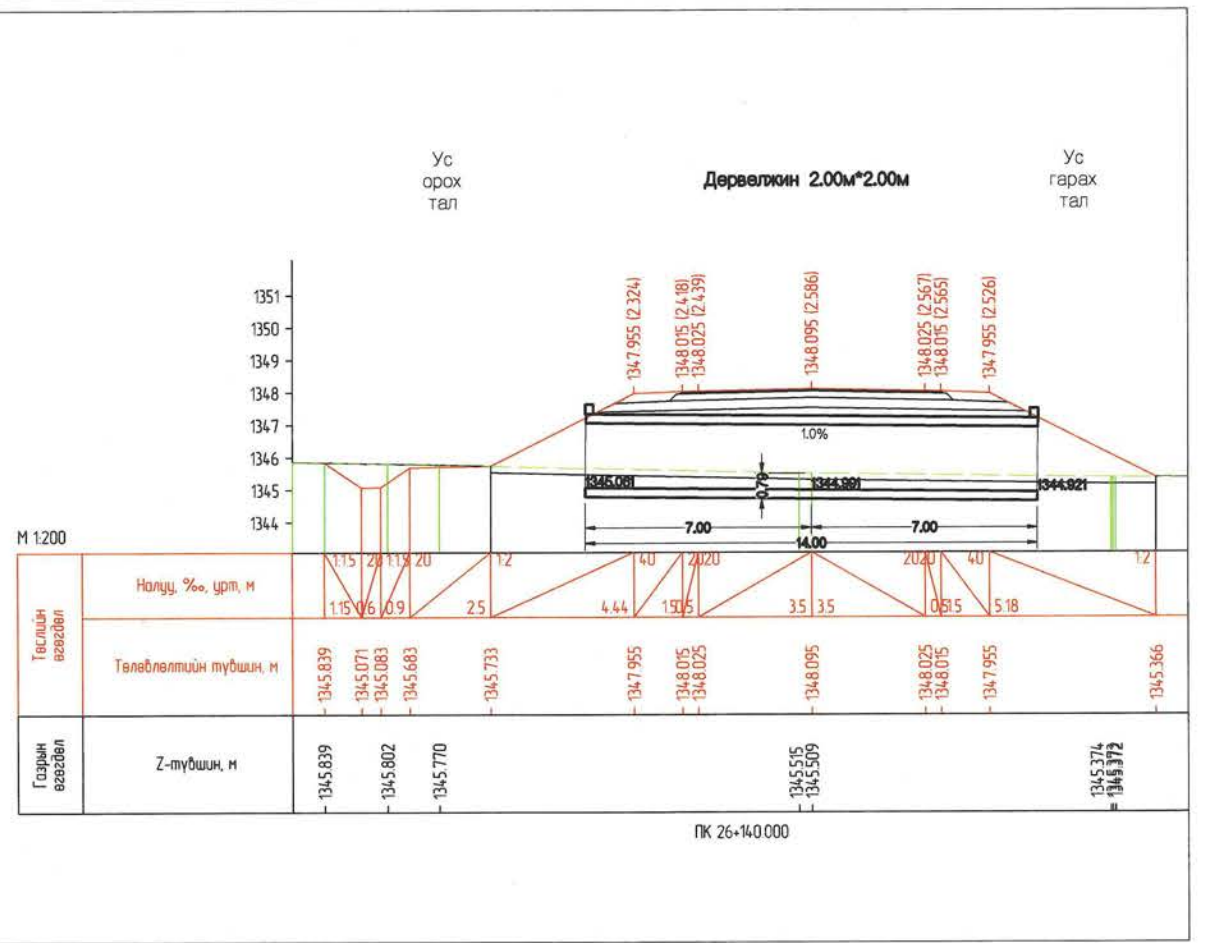 Ус
орох
тал
Дөрвөлжин 2.00м*2.00м
Ус
гарах
тал
1351
1350
1349
1348
1347
1346
1345
1344
1347.955 (2.324)
1348.015 (2.418)
1348.025 (2.439)
1348.095 (2.586)
1348.025 (2.567)
1348.015 (2.565)
1347.955 (2.526)
1.0%
1345.061
0.79
1344.991
1344.921
7.00
7.00
14.00
М 1:200
Төслийн өгөгдөл
Налуу, ‰, урт, м
1:1.5 20 1:1.5 20 1:2 40 20 20 20 20 40 1:2
1.15 0.6 0.9 2.5 4.44 1.5 0.5 3.5 3.5 0.5 1.5 5.18
Төлөвлөлтийн түвшин, м
1345.839
1345.071
1345.083
1345.683
1345.733
1347.955
1348.015
1348.025
1348.095
1348.025
1348.015
1347.955
1345.366
Газрын өгөгдөл
Z-түвшин, м
1345.839
1345.802
1345.770
1345.515
1345.509
1345.374
1345.372
ПК 26+140.000